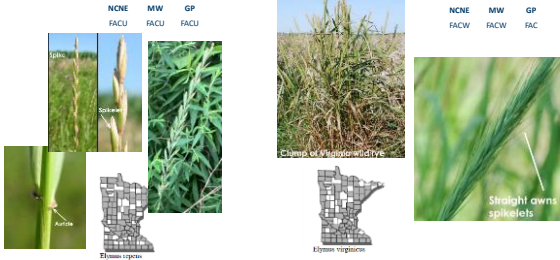 NCNE MW GP
FACU FACU FACU
Spike
Spikelet
Auricle
Elymus repens
NCNE MW GP
FACW FACW FAC
Clump of Virginia wild rye
Straight awns
spikelets
Elymus virginicus